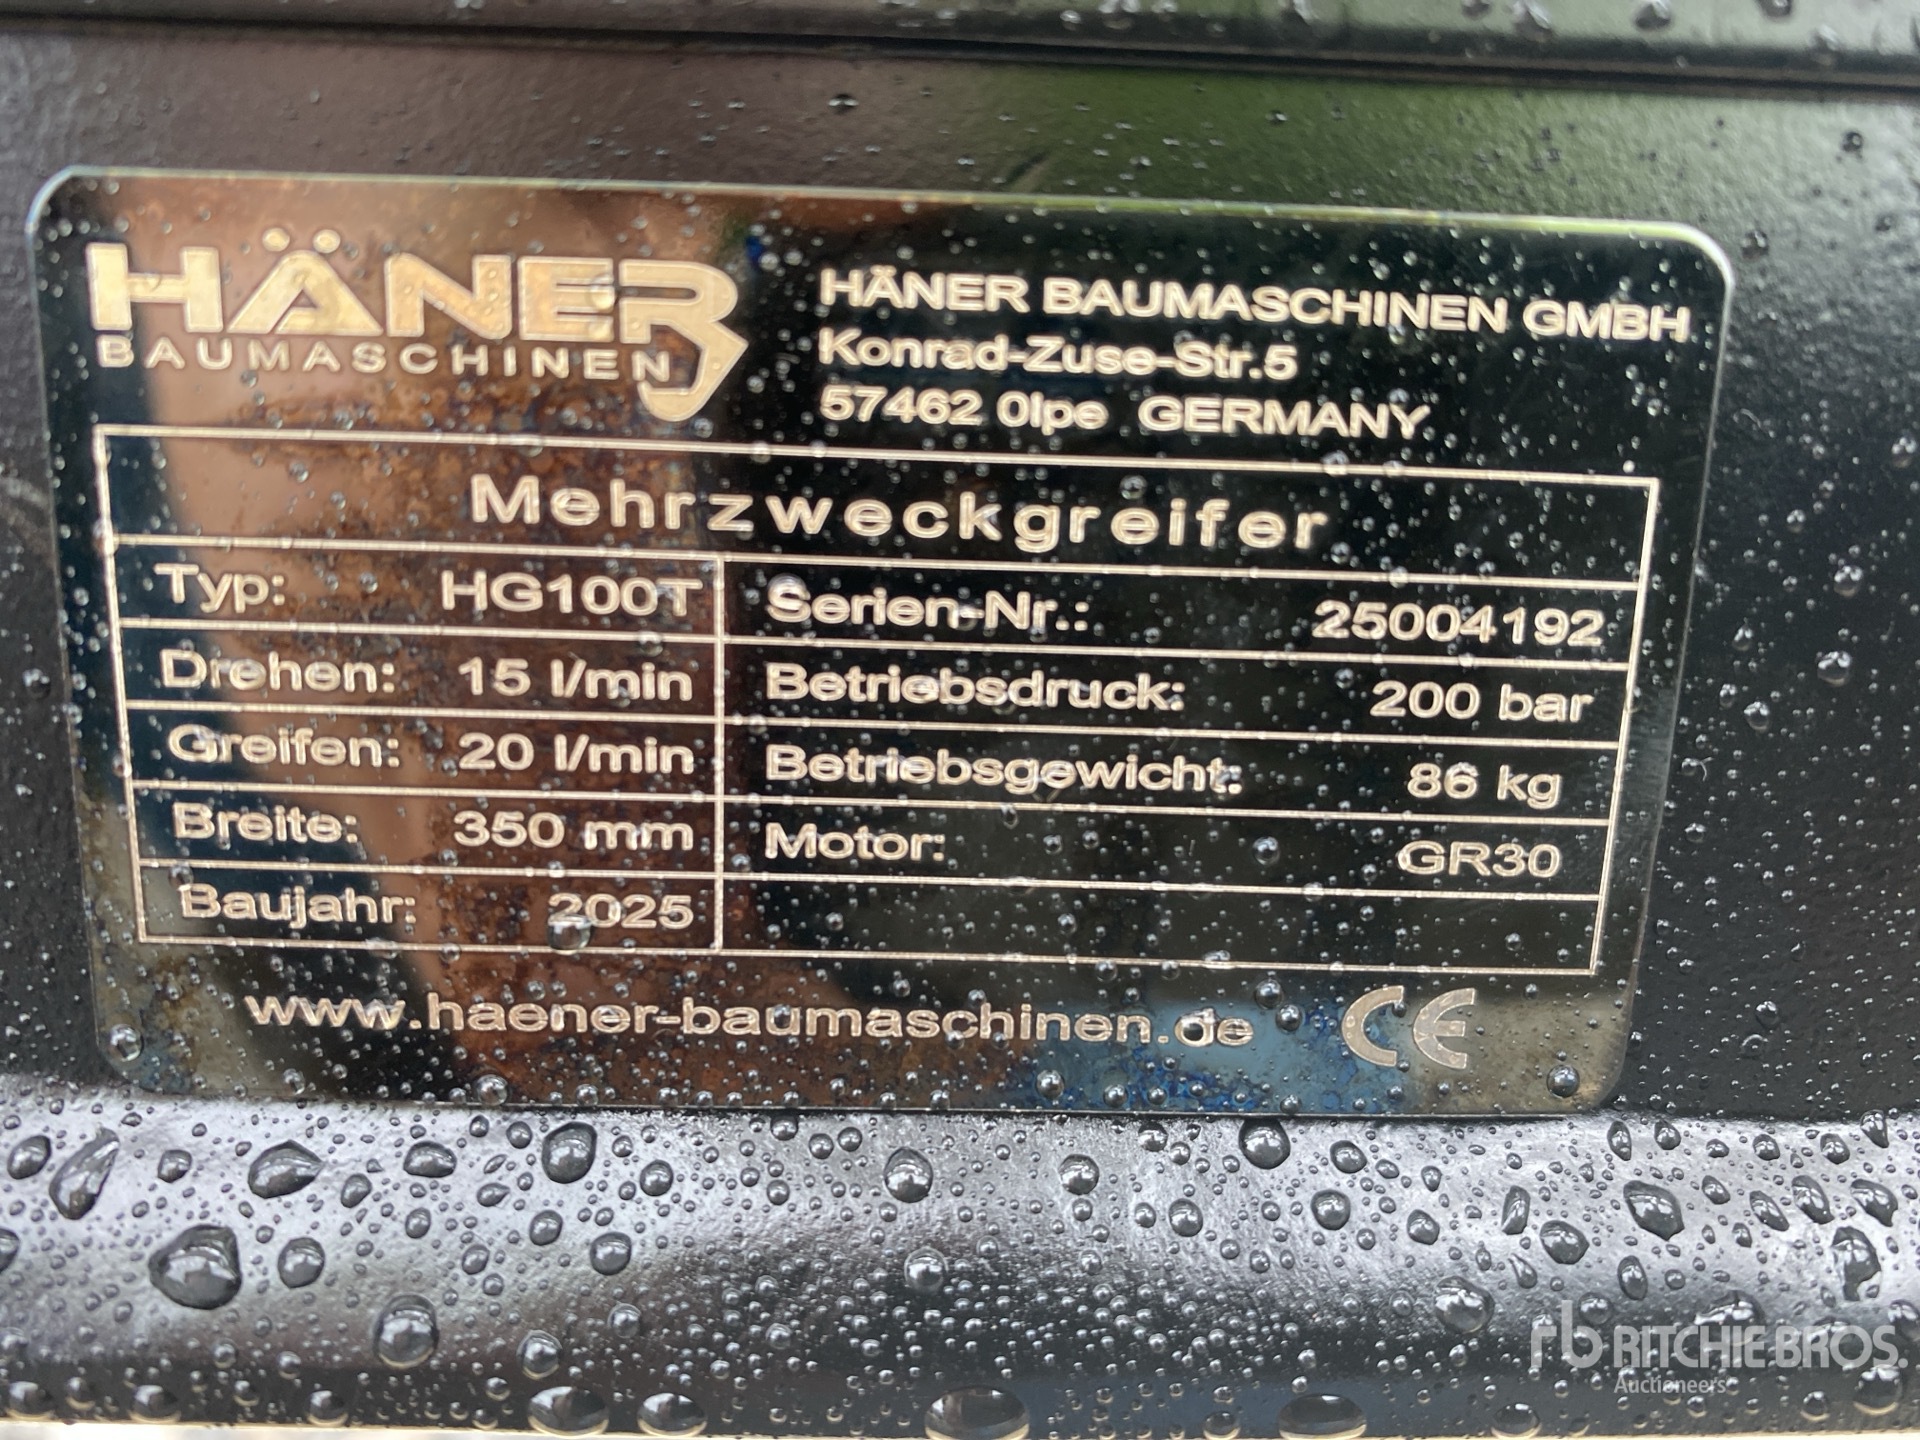 HÄNER
BAUMASCHINEN
HÄNER BAUMASCHINEN GMBH
Konrad-Zuse-Str.5
57462 Olpe GERMANY
Mehrzweckgreifer
Typ: HG100T Serien-Nr.: 25004192
Drehen: 15 l/min Betriebsdruck: 200 bar
Greifen: 20 l/min Betriebsgewicht: 86 kg
Breite: 350 mm Motor: GR30
Baujahr: 2025
www.haener-baumaschinen.de CE
rb RITCHIE BROS.
Auctioneers